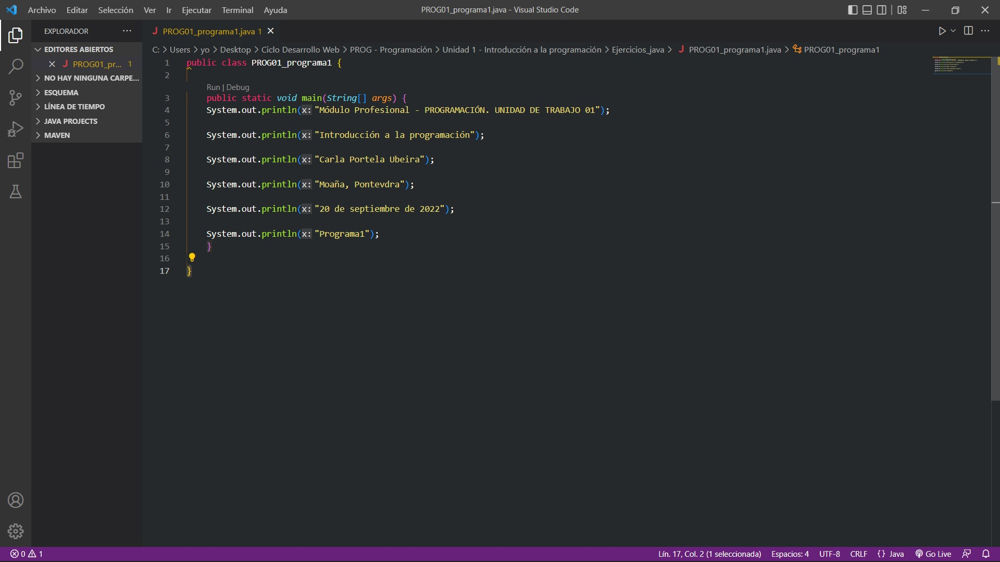 Archivo Editar Selección Ver Ir Ejecutar Terminal Ayuda
PROG01_programa1.java - Visual Studio Code
EXPLORADOR
PROG01_programa1.java 1
EDITORES ABIERTOS
PROG01_pr... 1
NO HAY NINGUNA CARPE...
ESQUEMA
LÍNEA DE TIEMPO
JAVA PROJECTS
MAVEN
C: > Users > yo > Desktop > Ciclo Desarrollo Web > PROG - Programación > Unidad 1 - Introducción a la programación > Ejercicios_java > J PROG01_programa1.java > PROG01_programa1
1 public class PROG01_programa1 {
2
Run | Debug
3 public static void main(String[] args) {
4 System.out.println(x: "Módulo Profesional - PROGRAMACIÓN. UNIDAD DE TRABAJO 01");
5
6 System.out.println(x: "Introducción a la programación");
7
8 System.out.println(x: "Carla Portela Ubeira");
9
10 System.out.println(x: "Moaña, Pontevdra");
11
12 System.out.println(x: "20 de septiembre de 2022");
13
14 System.out.println(x: "Programa1");
15 }
16
17 }
0 1
Lín. 17, Col. 2 (1 seleccionada) Espacios: 4 UTF-8 CRLF {} Java Go Live